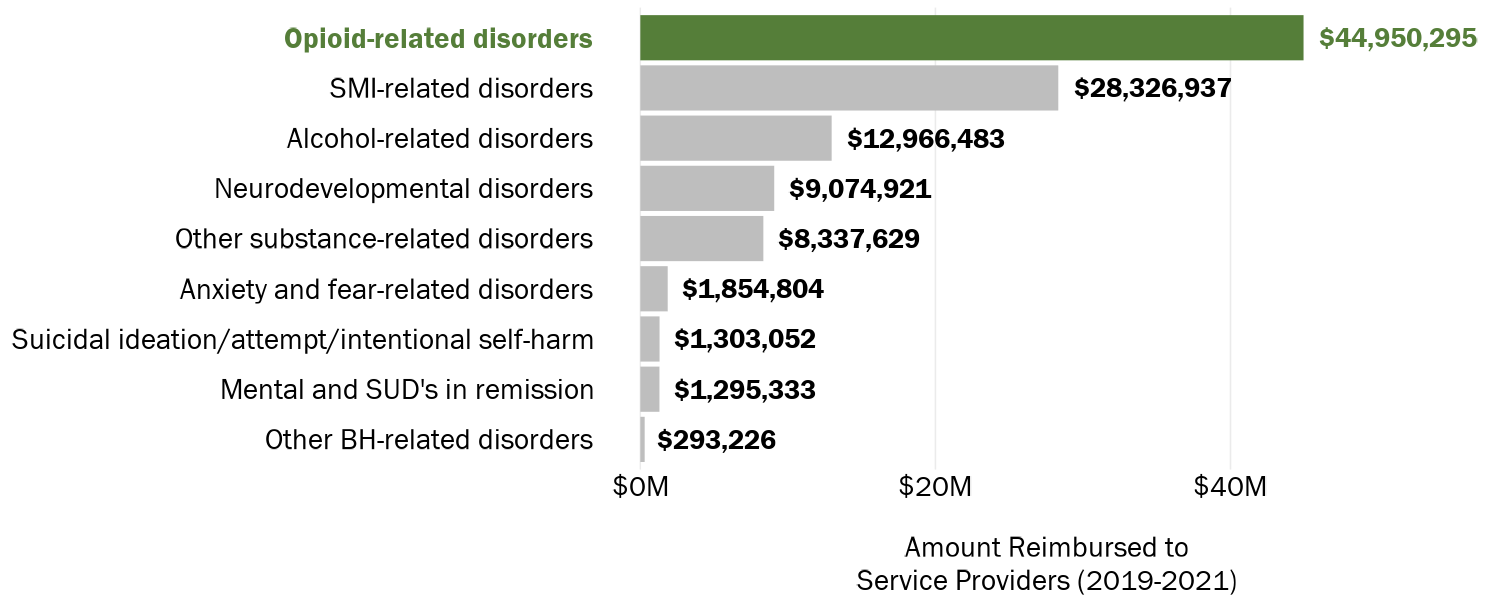 Opioid-related disorders $44,950,295
SMI-related disorders $28,326,937
Alcohol-related disorders $12,966,483
Neurodevelopmental disorders $9,074,921
Other substance-related disorders $8,337,629
Anxiety and fear-related disorders $1,854,804
Suicidal ideation/attempt/intentional self-harm $1,303,052
Mental and SUD's in remission $1,295,333
Other BH-related disorders $293,226
$0M $20M $40M
Amount Reimbursed to
Service Providers (2019-2021)